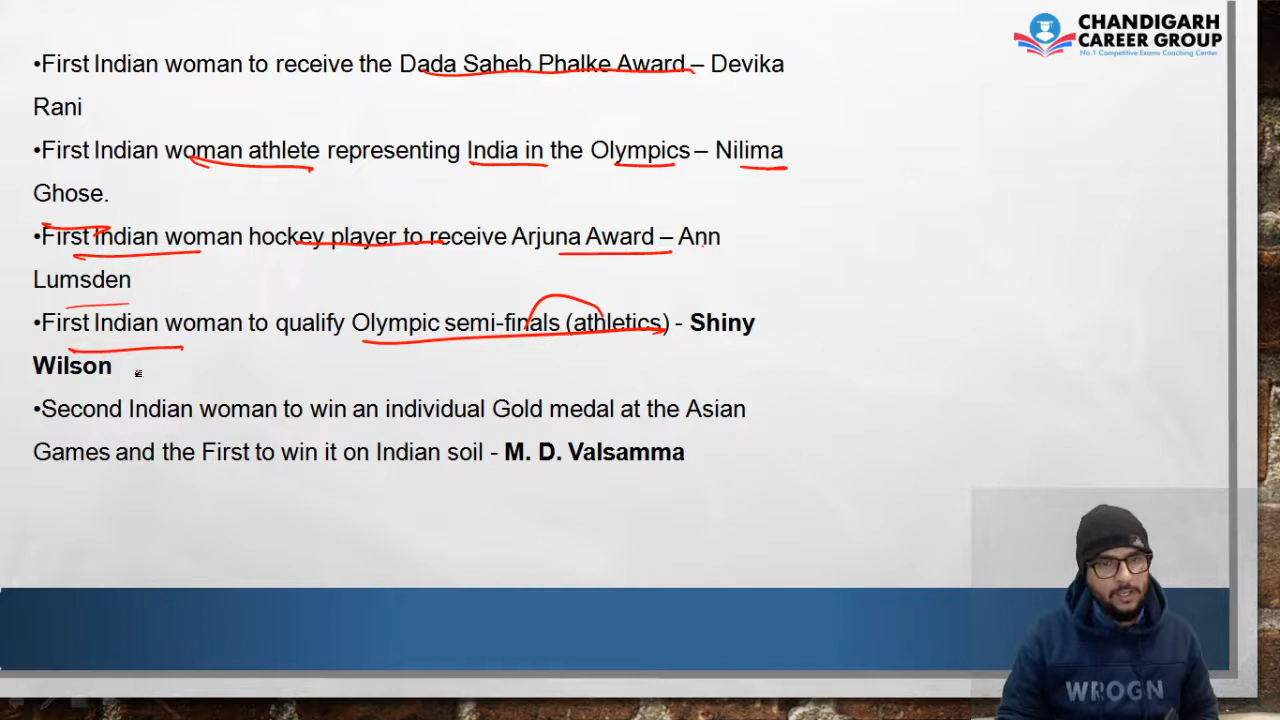 CHANDIGARH
CAREER GROUP
No.1 Competitive Exams Coaching Center
•First Indian woman to receive the Dada Saheb Phalke Award – Devika
Rani
•First Indian woman athlete representing India in the Olympics – Nilima
Ghose.
•First Indian woman hockey player to receive Arjuna Award – Ann
Lumsden
•First Indian woman to qualify Olympic semi-finals (athletics) - Shiny
Wilson
•Second Indian woman to win an individual Gold medal at the Asian
Games and the First to win it on Indian soil - M. D. Valsamma
WROGN